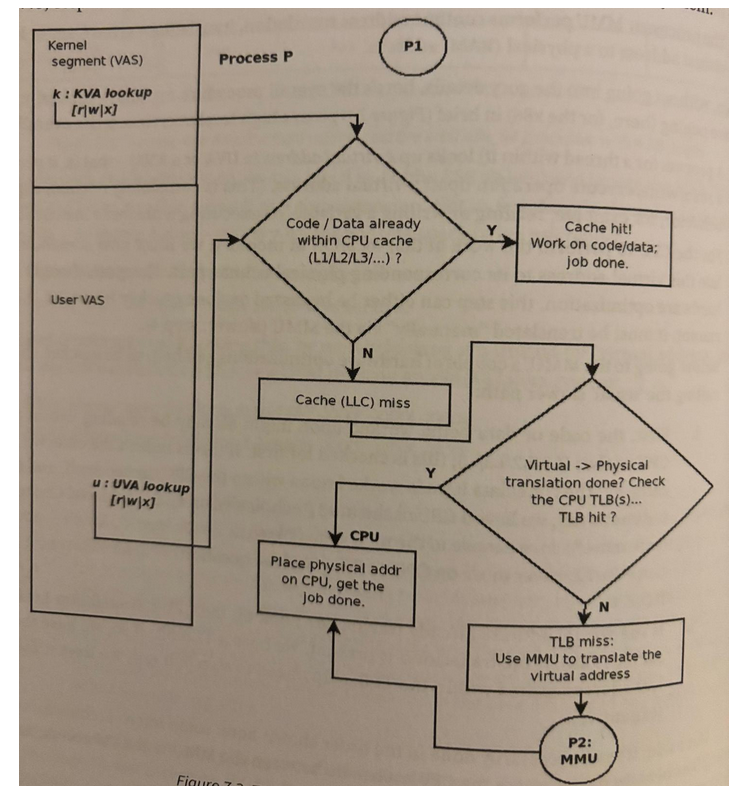 Kernel
segment (VAS)
Process P
P1
k : KVA lookup
[r|w|x]
Code / Data already
within CPU cache
(L1/L2/L3/...) ?
Y
Cache hit!
Work on code/data;
job done.
User VAS
N
Cache (LLC) miss
Virtual -> Physical
translation done? Check
the CPU TLB(s)...
TLB hit ?
Y
u : UVA lookup
[r|w|x]
CPU
Place physical addr
on CPU, get the
job done.
N
TLB miss:
Use MMU to translate the
virtual address
P2:
MMU